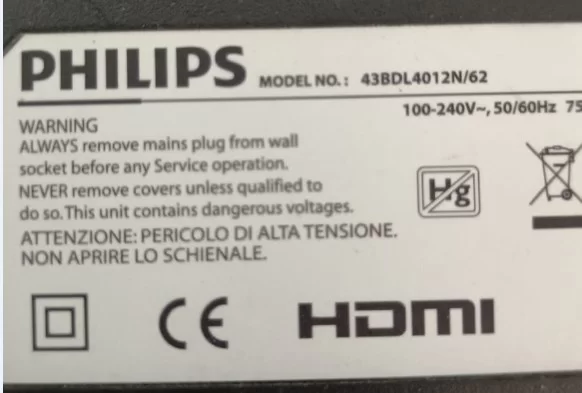 PHILIPS MODEL NO.: 43BDL4012N/62
100-240V~, 50/60Hz 75
WARNING
ALWAYS remove mains plug from wall
socket before any Service operation.
NEVER remove covers unless qualified to
do so. This unit contains dangerous voltages.
ATTENZIONE: PERICOLO DI ALTA TENSIONE.
NON APRIRE LO SCHIENALE.
Hg
CE HDMI